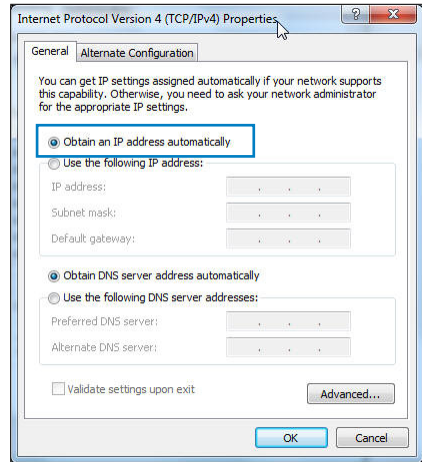 Internet Protocol Version 4 (TCP/IPv4) Properties
General
Alternate Configuration
You can get IP settings assigned automatically if your network supports
this capability. Otherwise, you need to ask your network administrator
for the appropriate IP settings.
Obtain an IP address automatically
Use the following IP address:
IP address:
Subnet mask:
Default gateway:
Obtain DNS server address automatically
Use the following DNS server addresses:
Preferred DNS server:
Alternate DNS server:
Validate settings upon exit
Advanced...
OK
Cancel